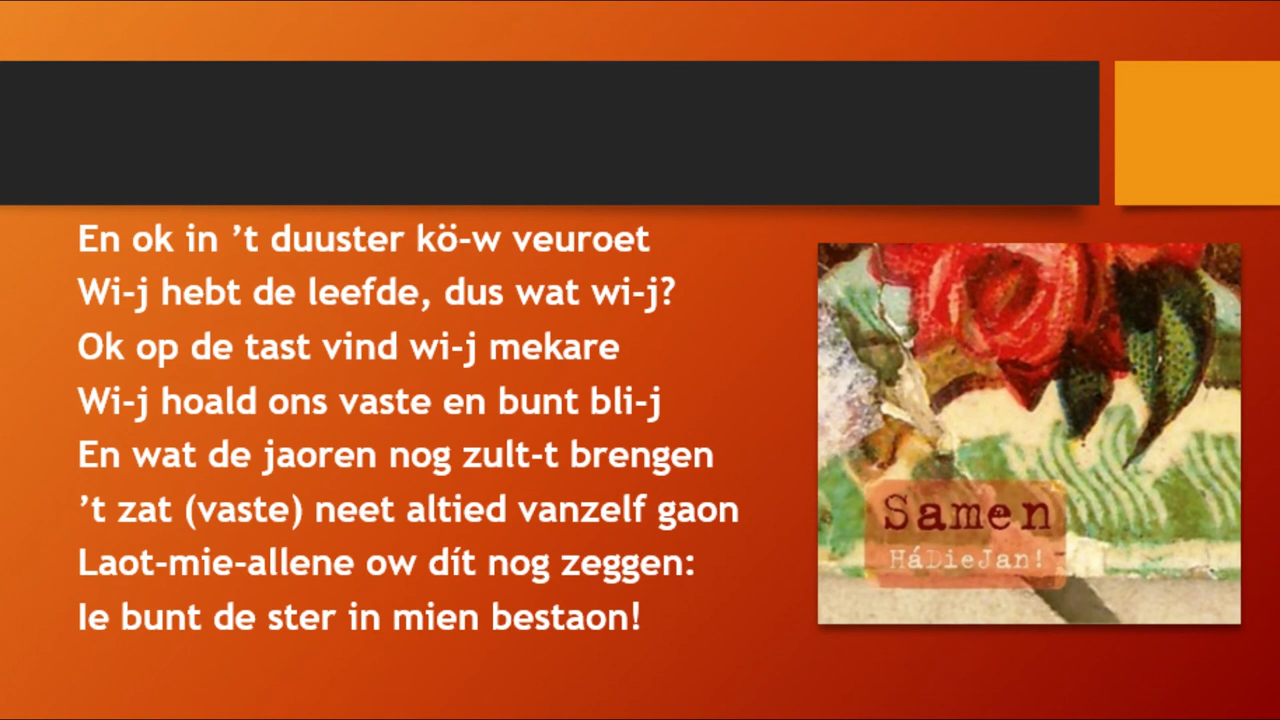 En ok in ’t duuster kö-w veuroet
Wi-j hebt de leefde, dus wat wi-j?
Ok op de tast vind wi-j mekare
Wi-j hoald ons vaste en bunt bli-j
En wat de jaoren nog zult-t brengen
’t zat (vaste) neet altied vanzelf gaon
Laot-mie-allene ow dít nog zeggen:
Ie bunt de ster in mien bestaon!
Samen
HáDieJan!